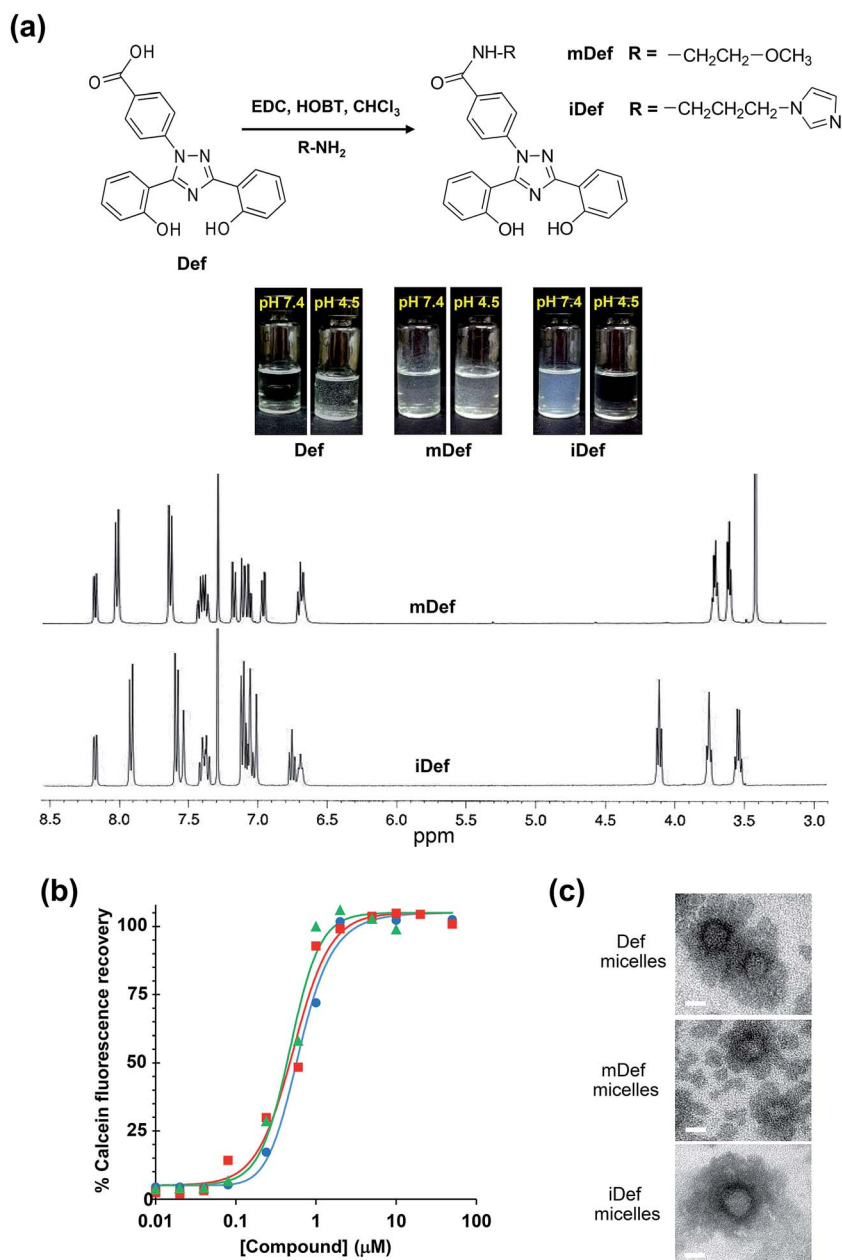 (a)
OH
O
N
N
N
OH
HO
Def
EDC, HOBT, CHCl3
R-NH2
NH-R
O
N
N
N
OH
HO
mDef R = –CH2CH2–OCH3
iDef R = –CH2CH2CH2–N
N
pH 7.4 pH 4.5 pH 7.4 pH 4.5 pH 7.4 pH 4.5
Def mDef iDef
mDef
iDef
8.5 8.0 7.5 7.0 6.5 6.0 5.5 5.0 4.5 4.0 3.5 3.0
ppm
(b)
% Calcein fluorescence recovery
100
75
50
25
0
0.01 0.1 1 10 100
[Compound] (μM)
(c)
Def
micelles
mDef
micelles
iDef
micelles